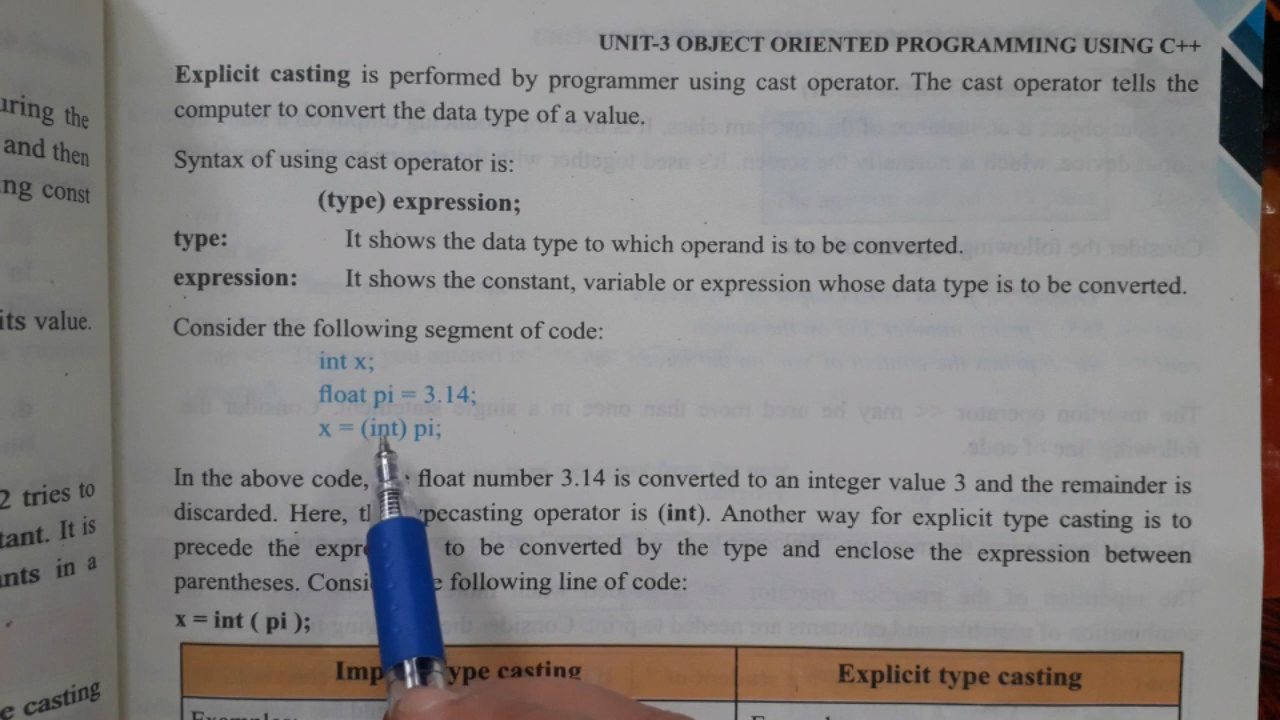 UNIT-3 OBJECT ORIENTED PROGRAMMING USING C++
Explicit casting is performed by programmer using cast operator. The cast operator tells the
computer to convert the data type of a value.
Syntax of using cast operator is:
(type) expression;
type: It shows the data type to which operand is to be converted.
expression: It shows the constant, variable or expression whose data type is to be converted.
Consider the following segment of code:
int x;
float pi = 3.14;
x = (int) pi;
In the above code, float number 3.14 is converted to an integer value 3 and the remainder is
discarded. Here, typecasting operator is (int). Another way for explicit type casting is to
precede the to be converted by the type and enclose the expression between
parentheses. following line of code:
x = int ( pi );
type casting Explicit type casting
uring the
and then
ng const
its value.
2 tries to
tant. It is
nts in a
e casting